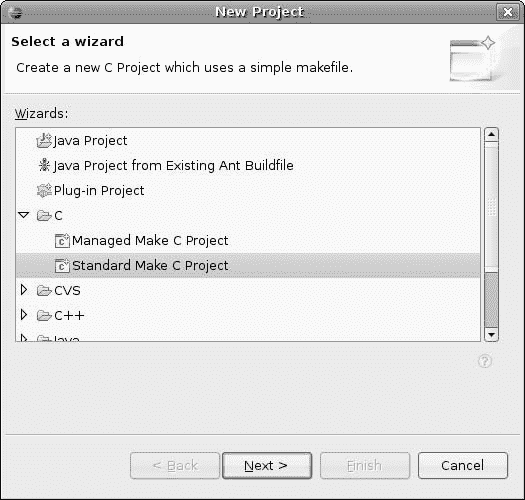 New Project
Select a wizard
Create a new C Project which uses a simple makefile.
Wizards:
Java Project
Java Project from Existing Ant Buildfile
Plug-in Project
C
Managed Make C Project
Standard Make C Project
CVS
C++
Java
< Back Next > Finish Cancel